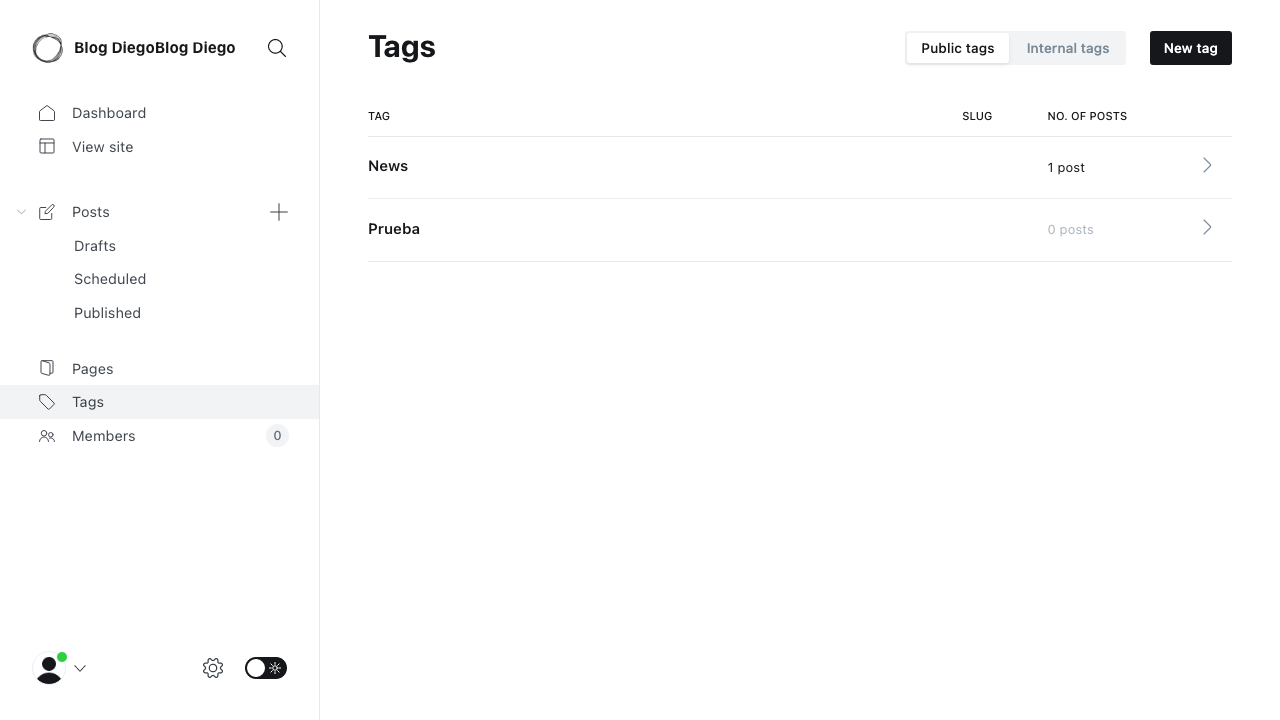 Blog DiegoBlog Diego
Dashboard
View site
Posts
Drafts
Scheduled
Published
Pages
Tags
Members 0
Tags
Public tags Internal tags New tag
TAG SLUG NO. OF POSTS
News 1 post
Prueba 0 posts